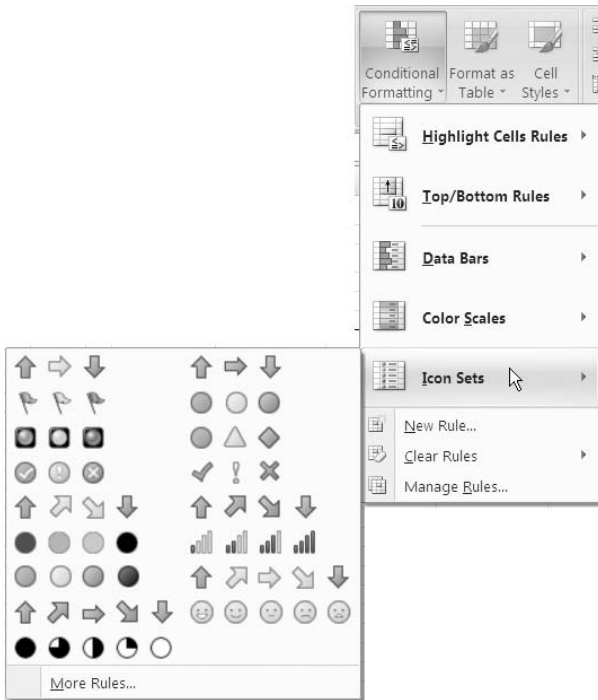 Conditional Formatting
Format as Table
Cell Styles
Highlight Cells Rules
10
Top/Bottom Rules
Data Bars
Color Scales
Icon Sets
New Rule...
Clear Rules
Manage Rules...
More Rules...